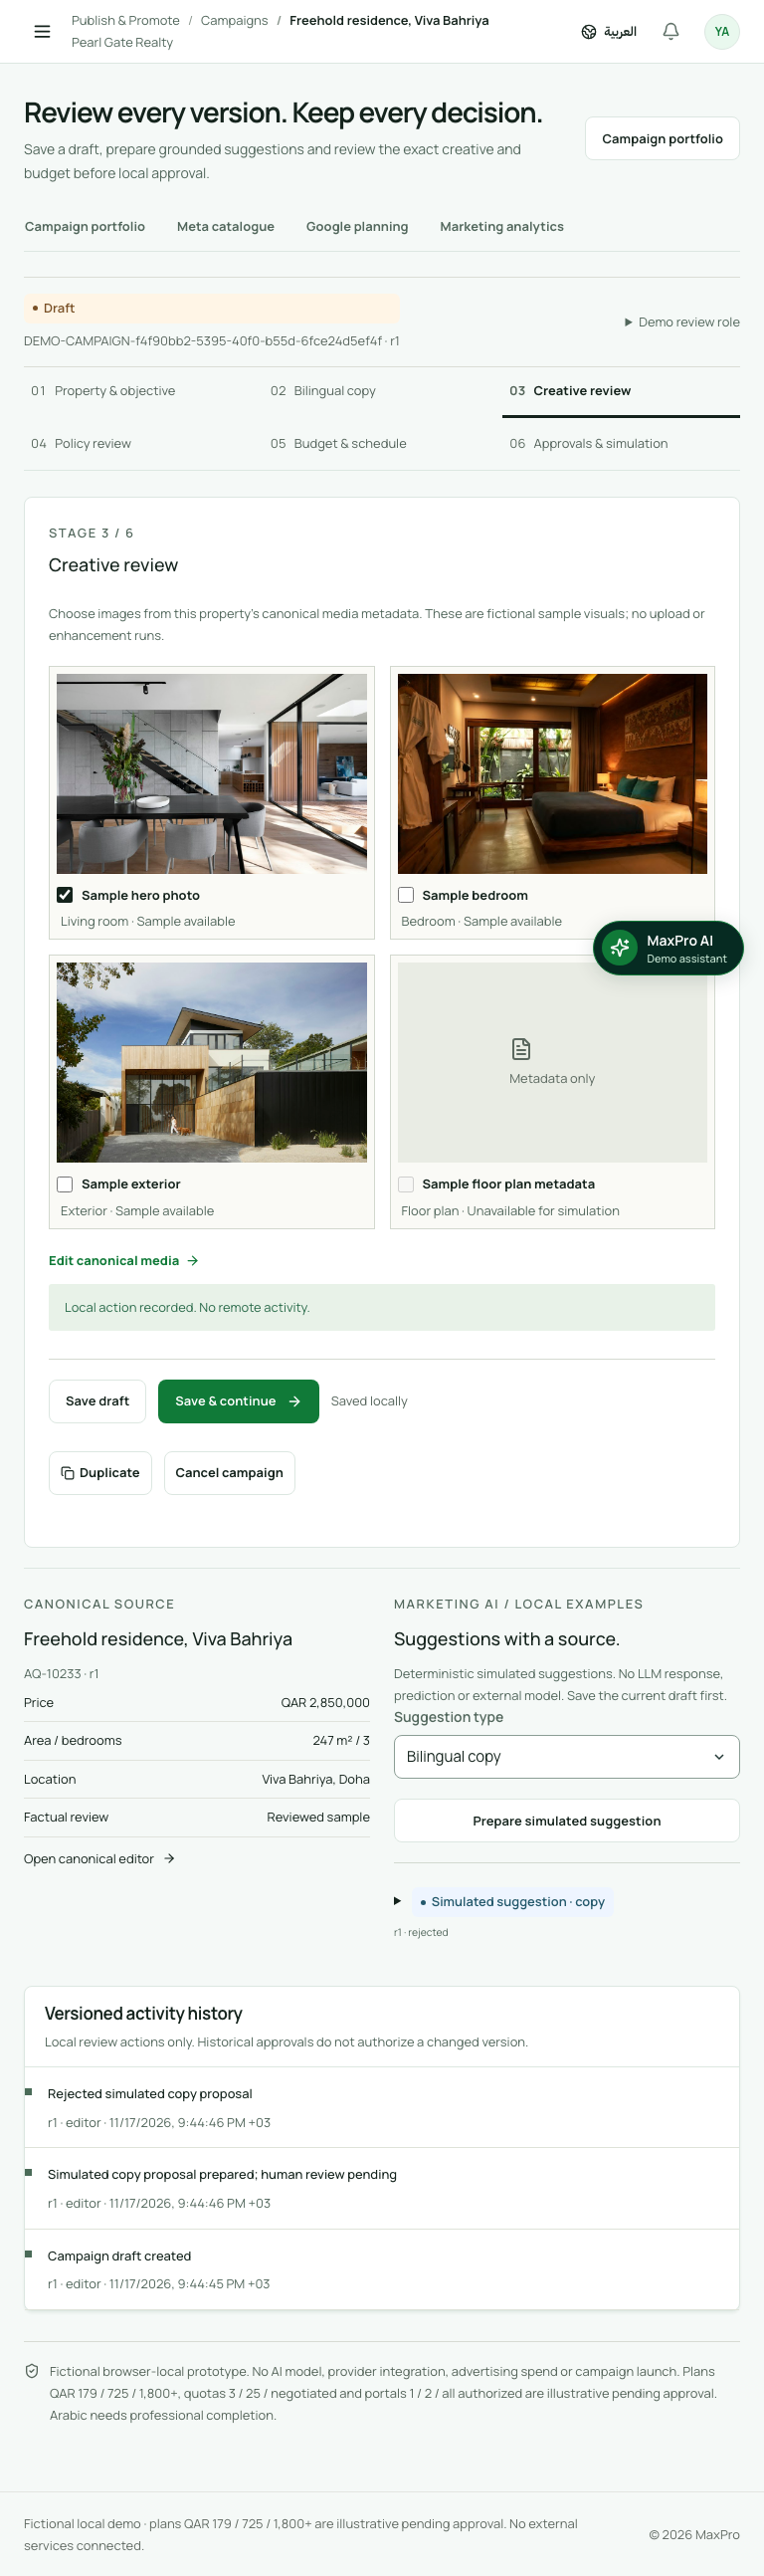 Publish & Promote / Campaigns / Freehold residence, Viva Bahriya
Pearl Gate Realty
العربية
YA
Review every version. Keep every decision.
Save a draft, prepare grounded suggestions and review the exact creative and
budget before local approval.
Campaign portfolio
Campaign portfolio
Meta catalogue
Google planning
Marketing analytics
Draft
DEMO-CAMPAIGN-f4f90bb2-5395-40f0-b55d-6fce24d5ef4f · r1
Demo review role
01 Property & objective
02 Bilingual copy
03 Creative review
04 Policy review
05 Budget & schedule
06 Approvals & simulation
STAGE 3 / 6
Creative review
Choose images from this property's canonical media metadata. These are fictional sample visuals; no upload or
enhancement runs.
Sample hero photo
Living room · Sample available
Sample bedroom
Bedroom · Sample available
MaxPro AI
Demo assistant
Sample exterior
Exterior · Sample available
Metadata only
Sample floor plan metadata
Floor plan · Unavailable for simulation
Edit canonical media
Local action recorded. No remote activity.
Save draft
Save & continue
Saved locally
Duplicate
Cancel campaign
CANONICAL SOURCE
Freehold residence, Viva Bahriya
AQ-10233 · r1
Price QAR 2,850,000
Area / bedrooms 247 m² / 3
Location Viva Bahriya, Doha
Factual review Reviewed sample
Open canonical editor
MARKETING AI / LOCAL EXAMPLES
Suggestions with a source.
Deterministic simulated suggestions. No LLM response,
prediction or external model. Save the current draft first.
Suggestion type
Bilingual copy
Prepare simulated suggestion
Simulated suggestion · copy
r1 · rejected
Versioned activity history
Local review actions only. Historical approvals do not authorize a changed version.
Rejected simulated copy proposal
r1 · editor · 11/17/2026, 9:44:46 PM +03
Simulated copy proposal prepared; human review pending
r1 · editor · 11/17/2026, 9:44:46 PM +03
Campaign draft created
r1 · editor · 11/17/2026, 9:44:45 PM +03
Fictional browser-local prototype. No AI model, provider integration, advertising spend or campaign launch. Plans
QAR 179 / 725 / 1,800+, quotas 3 / 25 / negotiated and portals 1 / 2 / all authorized are illustrative pending approval.
Arabic needs professional completion.
Fictional local demo · plans QAR 179 / 725 / 1,800+ are illustrative pending approval. No external
services connected.
© 2026 MaxPro